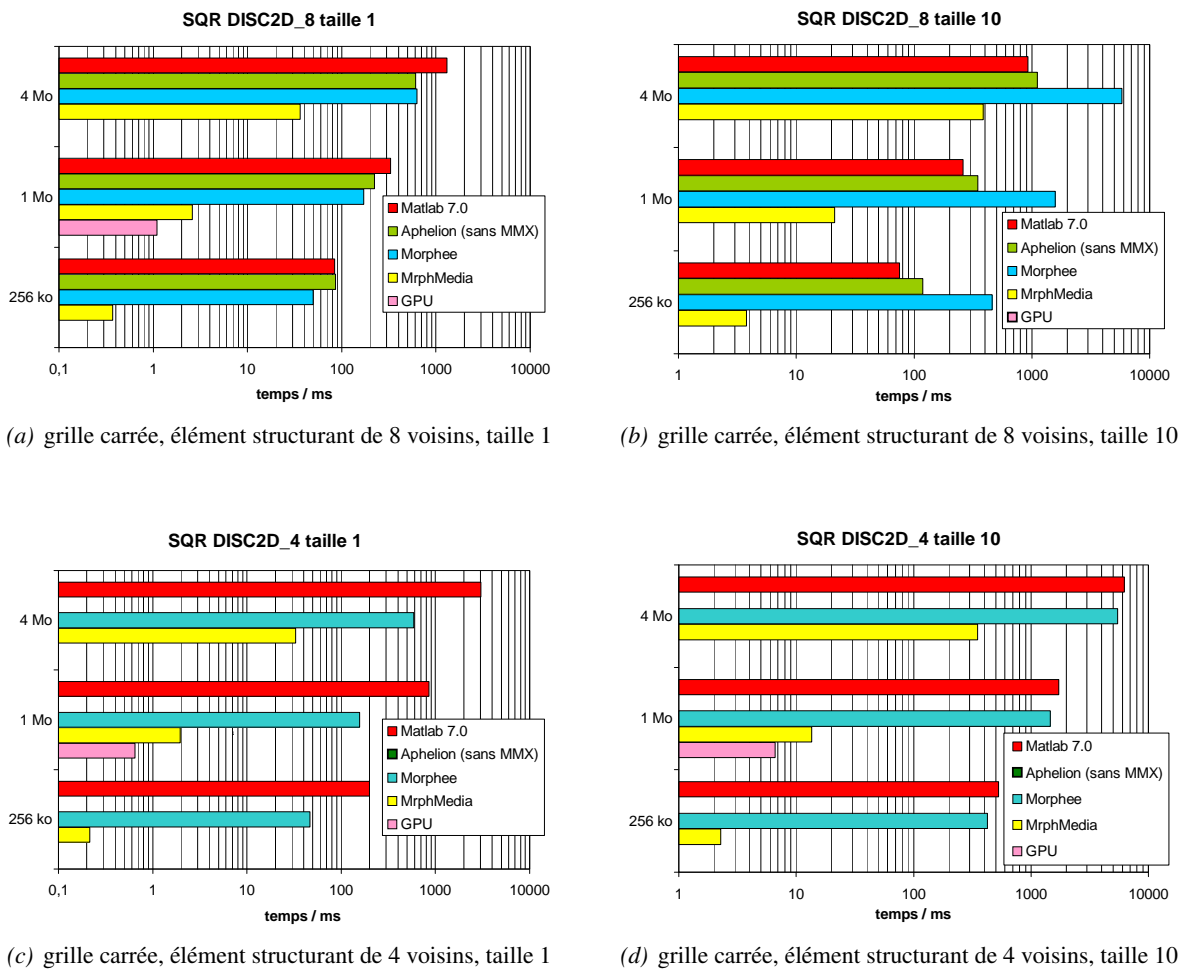 SQR DISC2D_8 taille 1
4 Mo
1 Mo
256 ko
0,1 1 10 100 1000 10000
temps / ms
Matlab 7.0
Aphelion (sans MMX)
Morphee
MrphMedia
GPU
(a) grille carrée, élément structurant de 8 voisins, taille 1
SQR DISC2D_8 taille 10
4 Mo
1 Mo
256 ko
1 10 100 1000 10000
temps / ms
Matlab 7.0
Aphelion (sans MMX)
Morphee
MrphMedia
GPU
(b) grille carrée, élément structurant de 8 voisins, taille 10
SQR DISC2D_4 taille 1
4 Mo
1 Mo
256 ko
0,1 1 10 100 1000 10000
temps / ms
Matlab 7.0
Aphelion (sans MMX)
Morphee
MrphMedia
GPU
(c) grille carrée, élément structurant de 4 voisins, taille 1
SQR DISC2D_4 taille 10
4 Mo
1 Mo
256 ko
1 10 100 1000 10000
temps / ms
Matlab 7.0
Aphelion (sans MMX)
Morphee
MrphMedia
GPU
(d) grille carrée, élément structurant de 4 voisins, taille 10